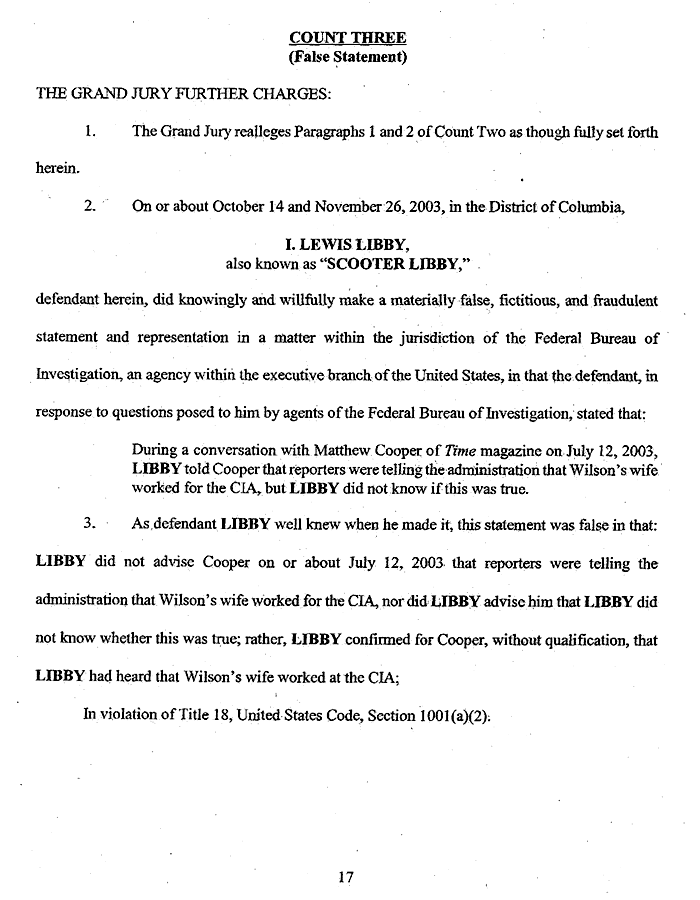 COUNT THREE
(False Statement)
THE GRAND JURY FURTHER CHARGES:
1. The Grand Jury realleges Paragraphs 1 and 2 of Count Two as though fully set forth
herein.
2. On or about October 14 and November 26, 2003, in the District of Columbia,
I. LEWIS LIBBY,
also known as “SCOOTER LIBBY,”
defendant herein, did knowingly and willfully make a materially false, fictitious, and fraudulent
statement and representation in a matter within the jurisdiction of the Federal Bureau of
Investigation, an agency within the executive branch of the United States, in that the defendant, in
response to questions posed to him by agents of the Federal Bureau of Investigation, stated that:
During a conversation with Matthew Cooper of Time magazine on July 12, 2003,
LIBBY told Cooper that reporters were telling the administration that Wilson’s wife
worked for the CIA, but LIBBY did not know if this was true.
3. As defendant LIBBY well knew when he made it, this statement was false in that:
LIBBY did not advise Cooper on or about July 12, 2003 that reporters were telling the
administration that Wilson’s wife worked for the CIA, nor did LIBBY advise him that LIBBY did
not know whether this was true; rather, LIBBY confirmed for Cooper, without qualification, that
LIBBY had heard that Wilson’s wife worked at the CIA;
In violation of Title 18, United States Code, Section 1001(a)(2).
17